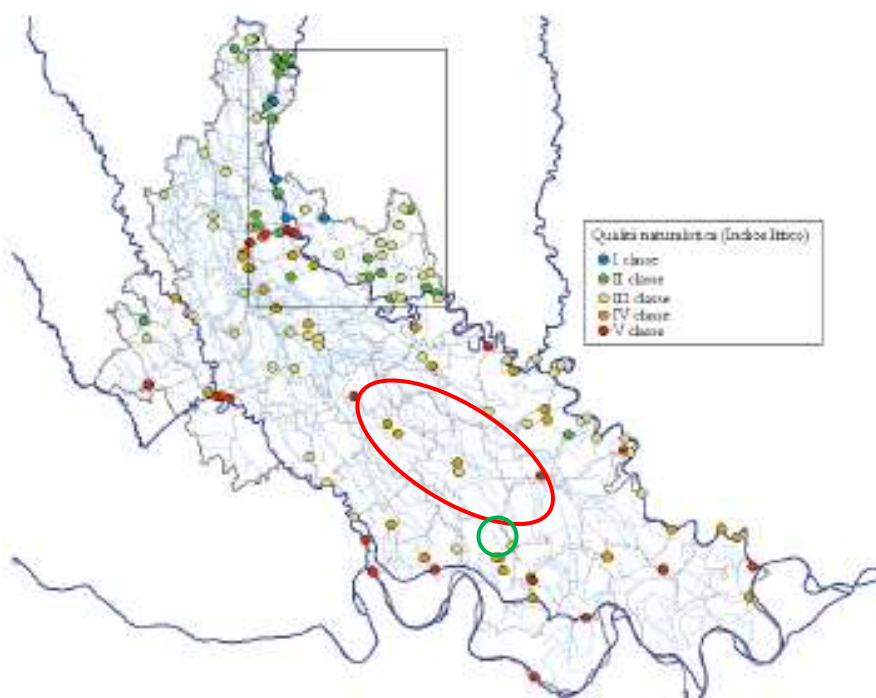 Qualità naturalistica (Indice ittico)
I classe
II classe
III classe
IV classe
V classe